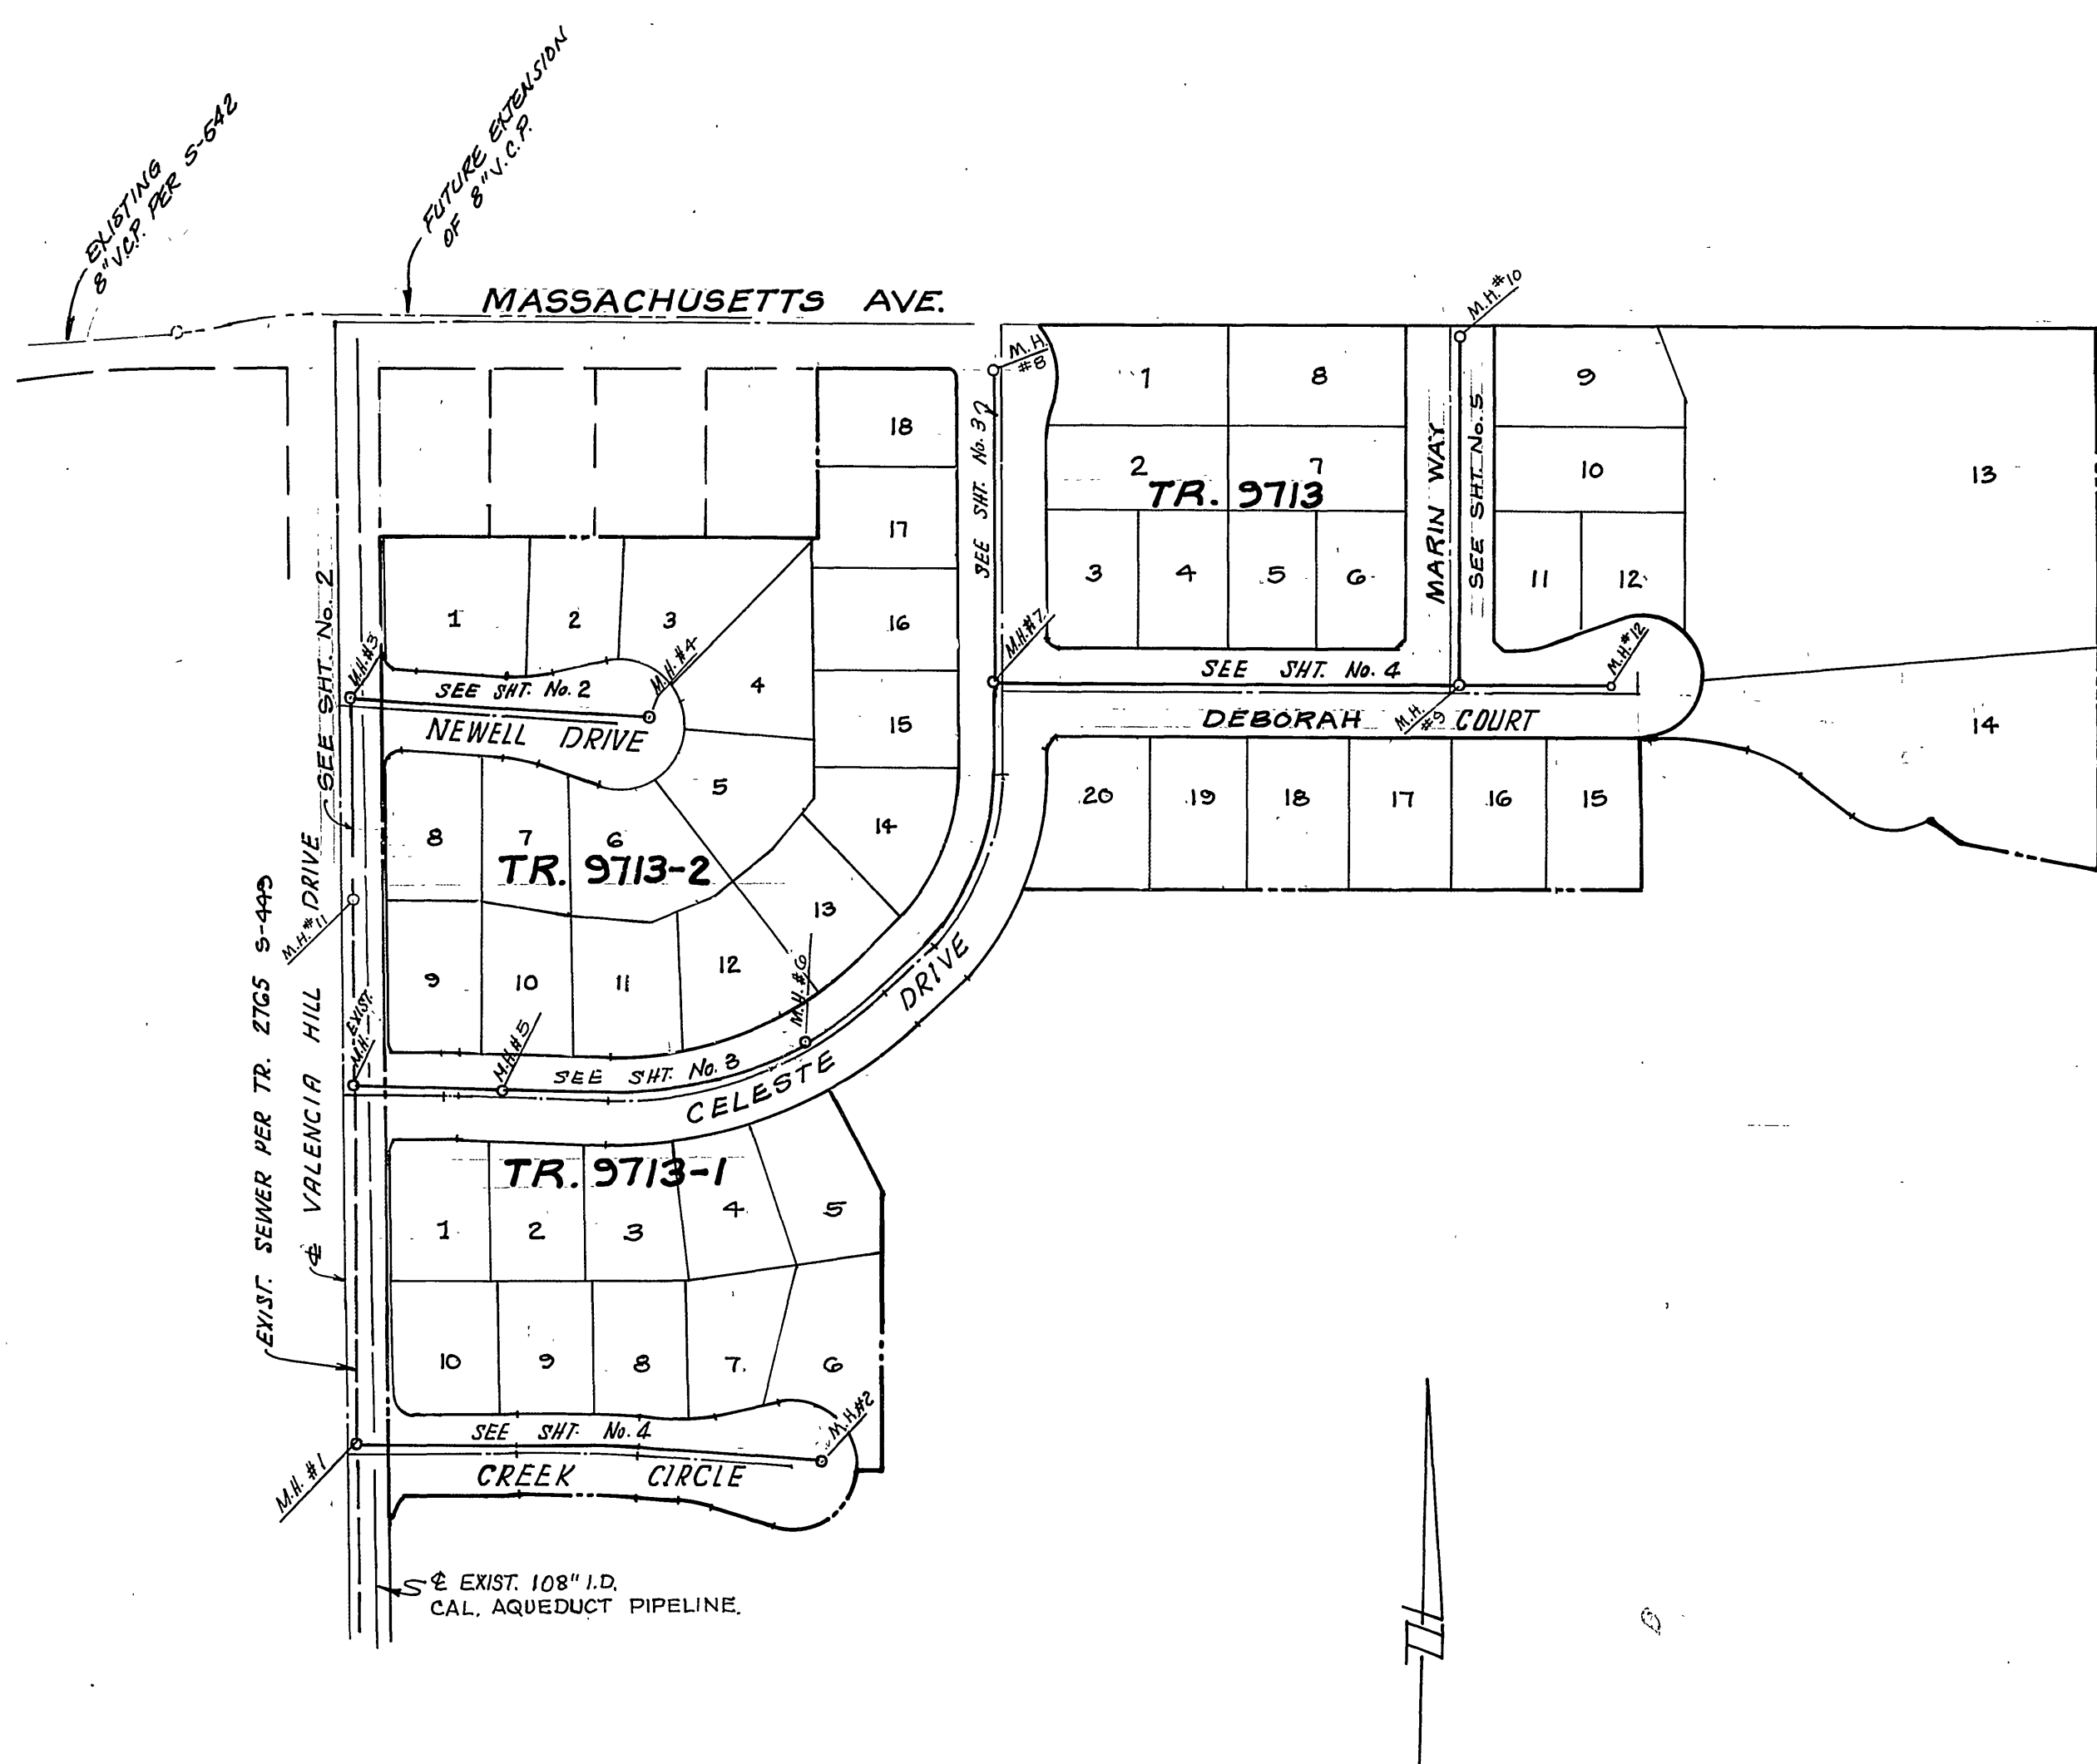 EXISTING
8" V.C.P. PER S-542
FUTURE EXTENSION
OF 8" V.C.P.
MASSACHUSETTS AVE.
M.H. #10
M.H.
#8
1
8
9
18
SEE SHT. No. 3
MARIN WAY
SEE SHT. No. 5
2
7
TR. 9713
10
13
17
3
4
5
6
11
12
SEE SHT. No. 2
M.H. #3
1
2
3
M.H. #4
16
M.H. #7
M.H. #12
SEE SHT. No. 2
4
SEE SHT. No. 4
NEWELL DRIVE
15
DEBORAH COURT
M.H.
#9
14
5
20
19
18
17
16
15
8
7
6
14
TR. 9713-2
M.H. #11
13
9
10
11
12
M.H. #6
DRIVE
M.H. EXIST.
M.H. #5
SEE SHT. No. 3
CELESTE
EXIST. SEWER PER TR. 2765 S-449
℄ VALENCIA HILL DRIVE
TR. 9713-1
1
2
3
4
5
10
9
8
7
6
SEE SHT. No. 4
M.H. #2
M.H. #1
CREEK CIRCLE
℄ EXIST. 108" I.D.
CAL. AQUEDUCT PIPELINE.